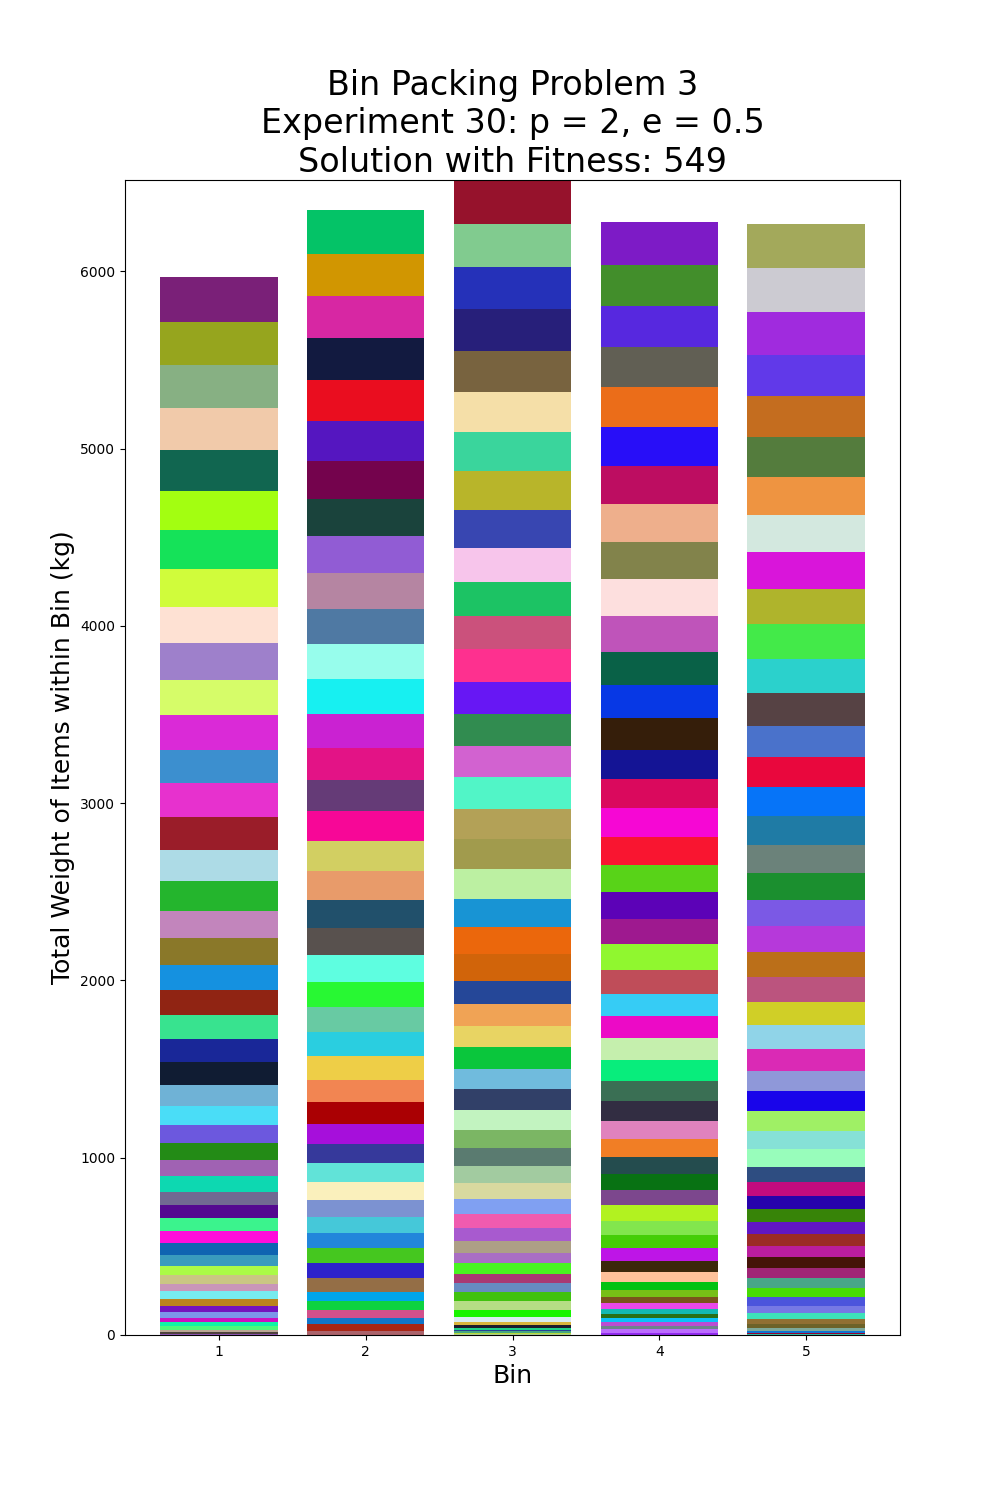 Bin Packing Problem 3
Experiment 30: p = 2, e = 0.5
Solution with Fitness: 549
Total Weight of Items within Bin (kg)
6000
5000
4000
3000
2000
1000
0
1 2 3 4 5
Bin